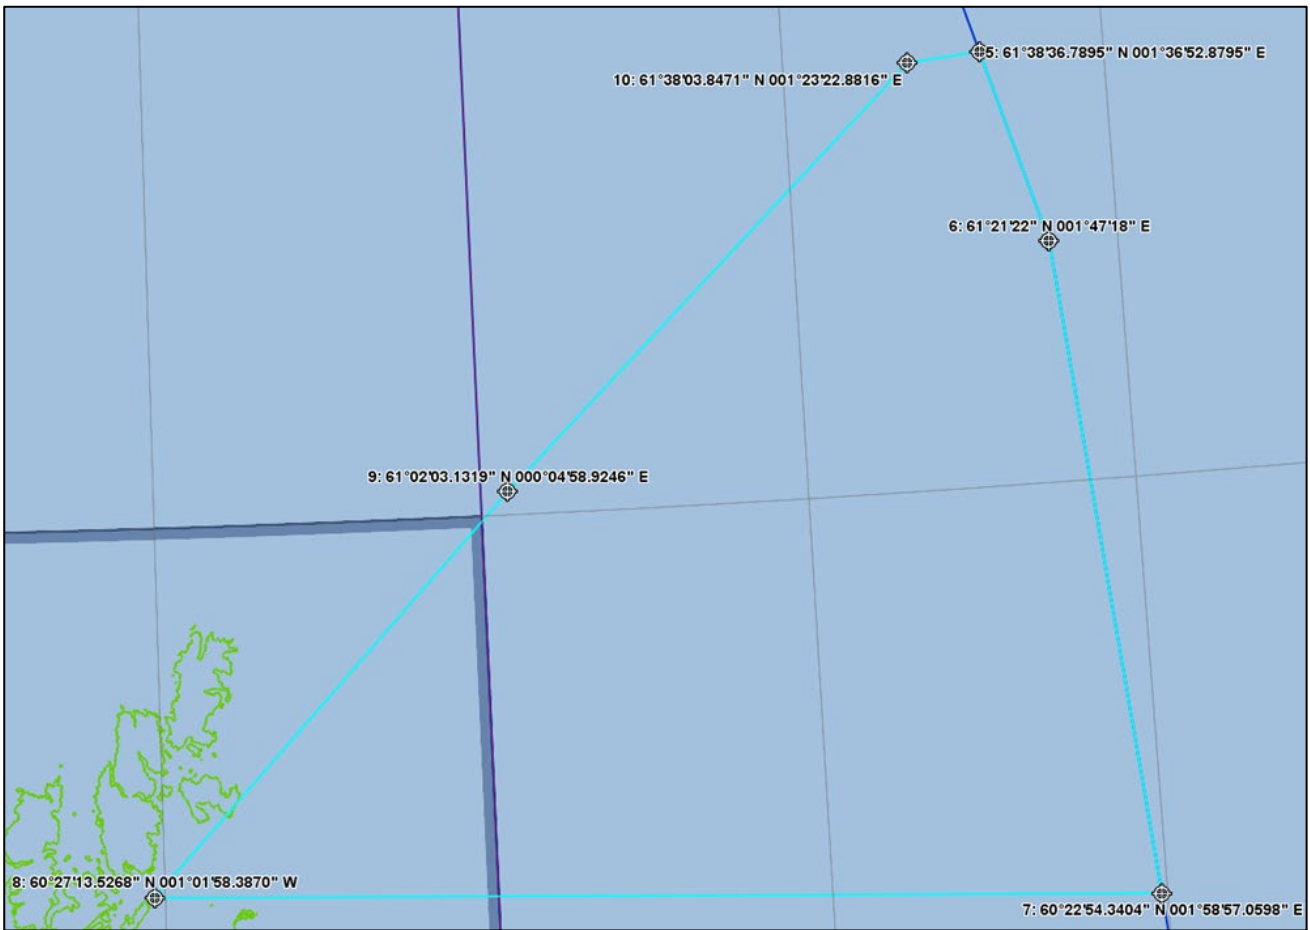 5: 61°38'36.7895" N 001°36'52.8795" E
10: 61°38'03.8471" N 001°23'22.8816" E
6: 61°21'22" N 001°47'18" E
9: 61°02'03.1319" N 000°04'58.9246" E
8: 60°27'13.5268" N 001°01'58.3870" W
7: 60°22'54.3404" N 001°58'57.0598" E